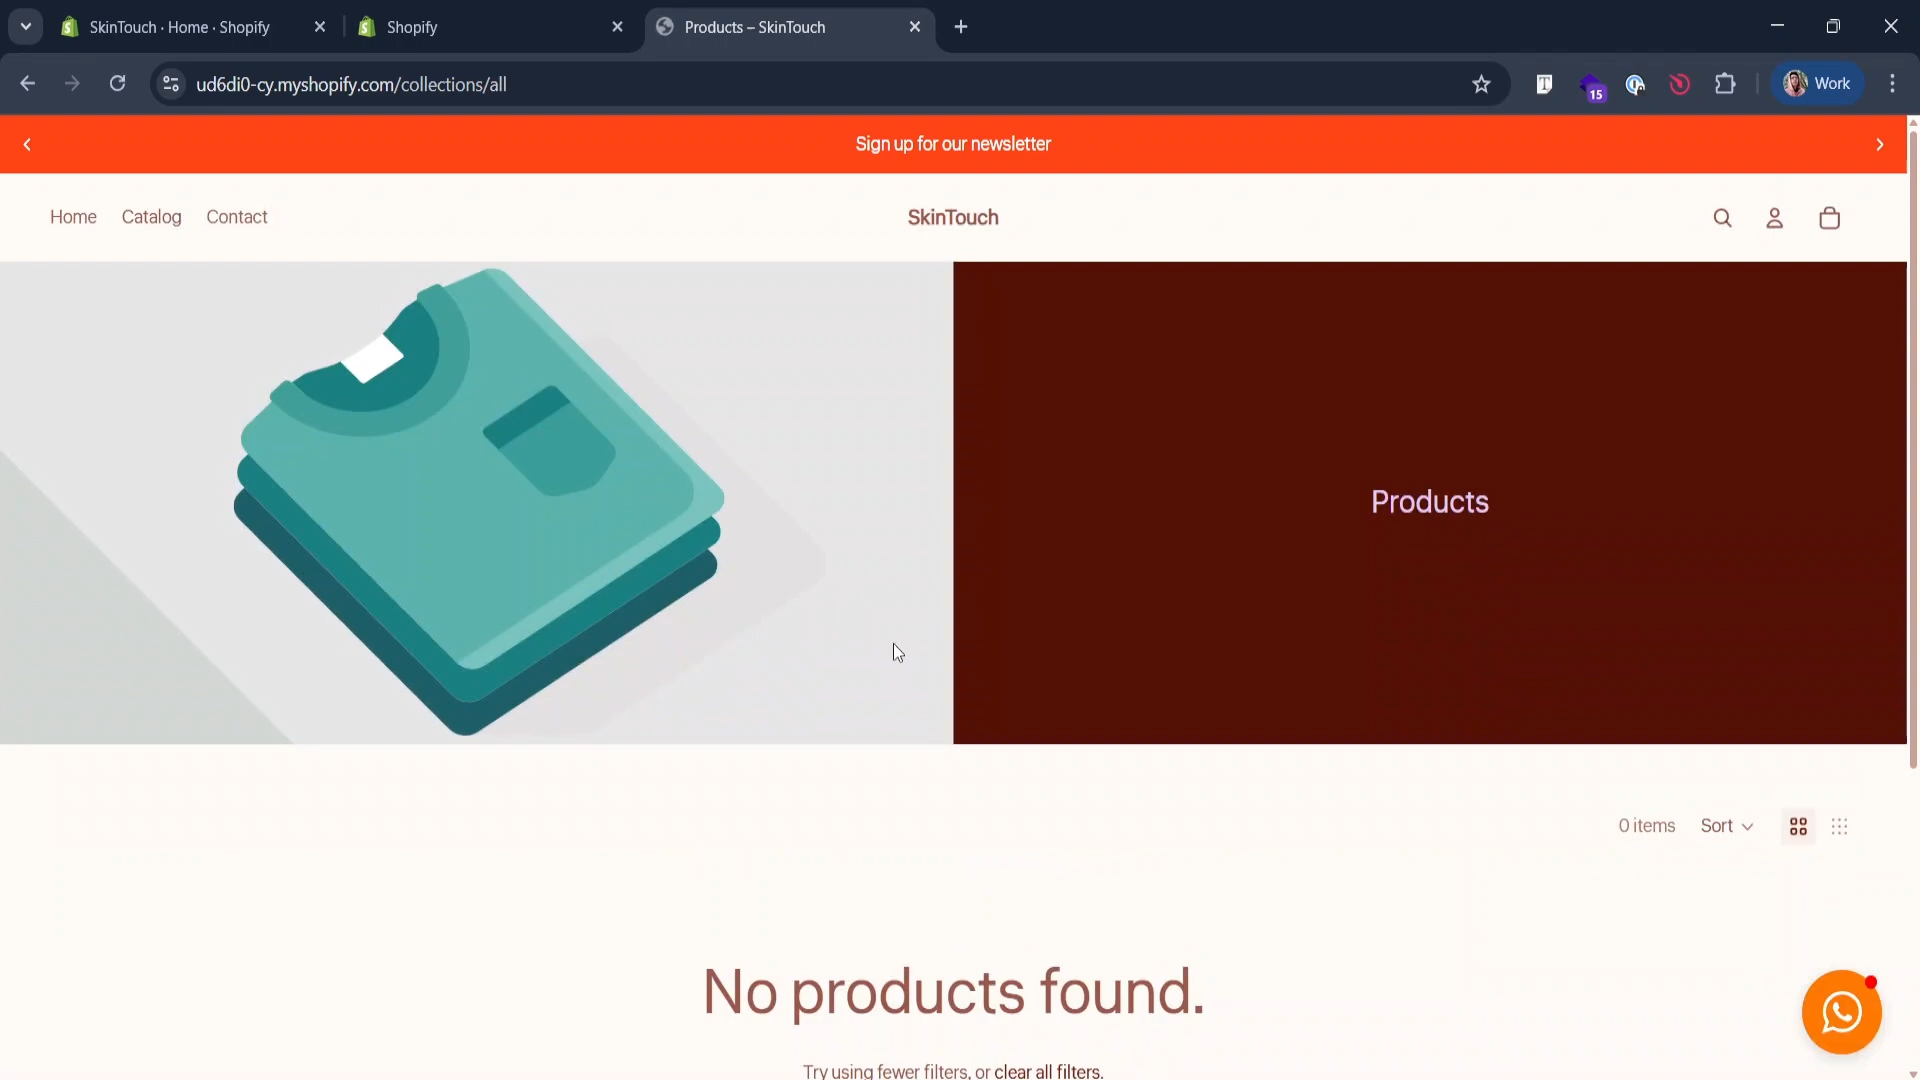 SkinTouch · Home · Shopify
Shopify
Products – SkinTouch
ud6di0-cy.myshopify.com/collections/all
15
Work
Sign up for our newsletter
Home
Catalog
Contact
SkinTouch
Products
0 items
Sort
No products found.
Try using fewer filters, or clear all filters.